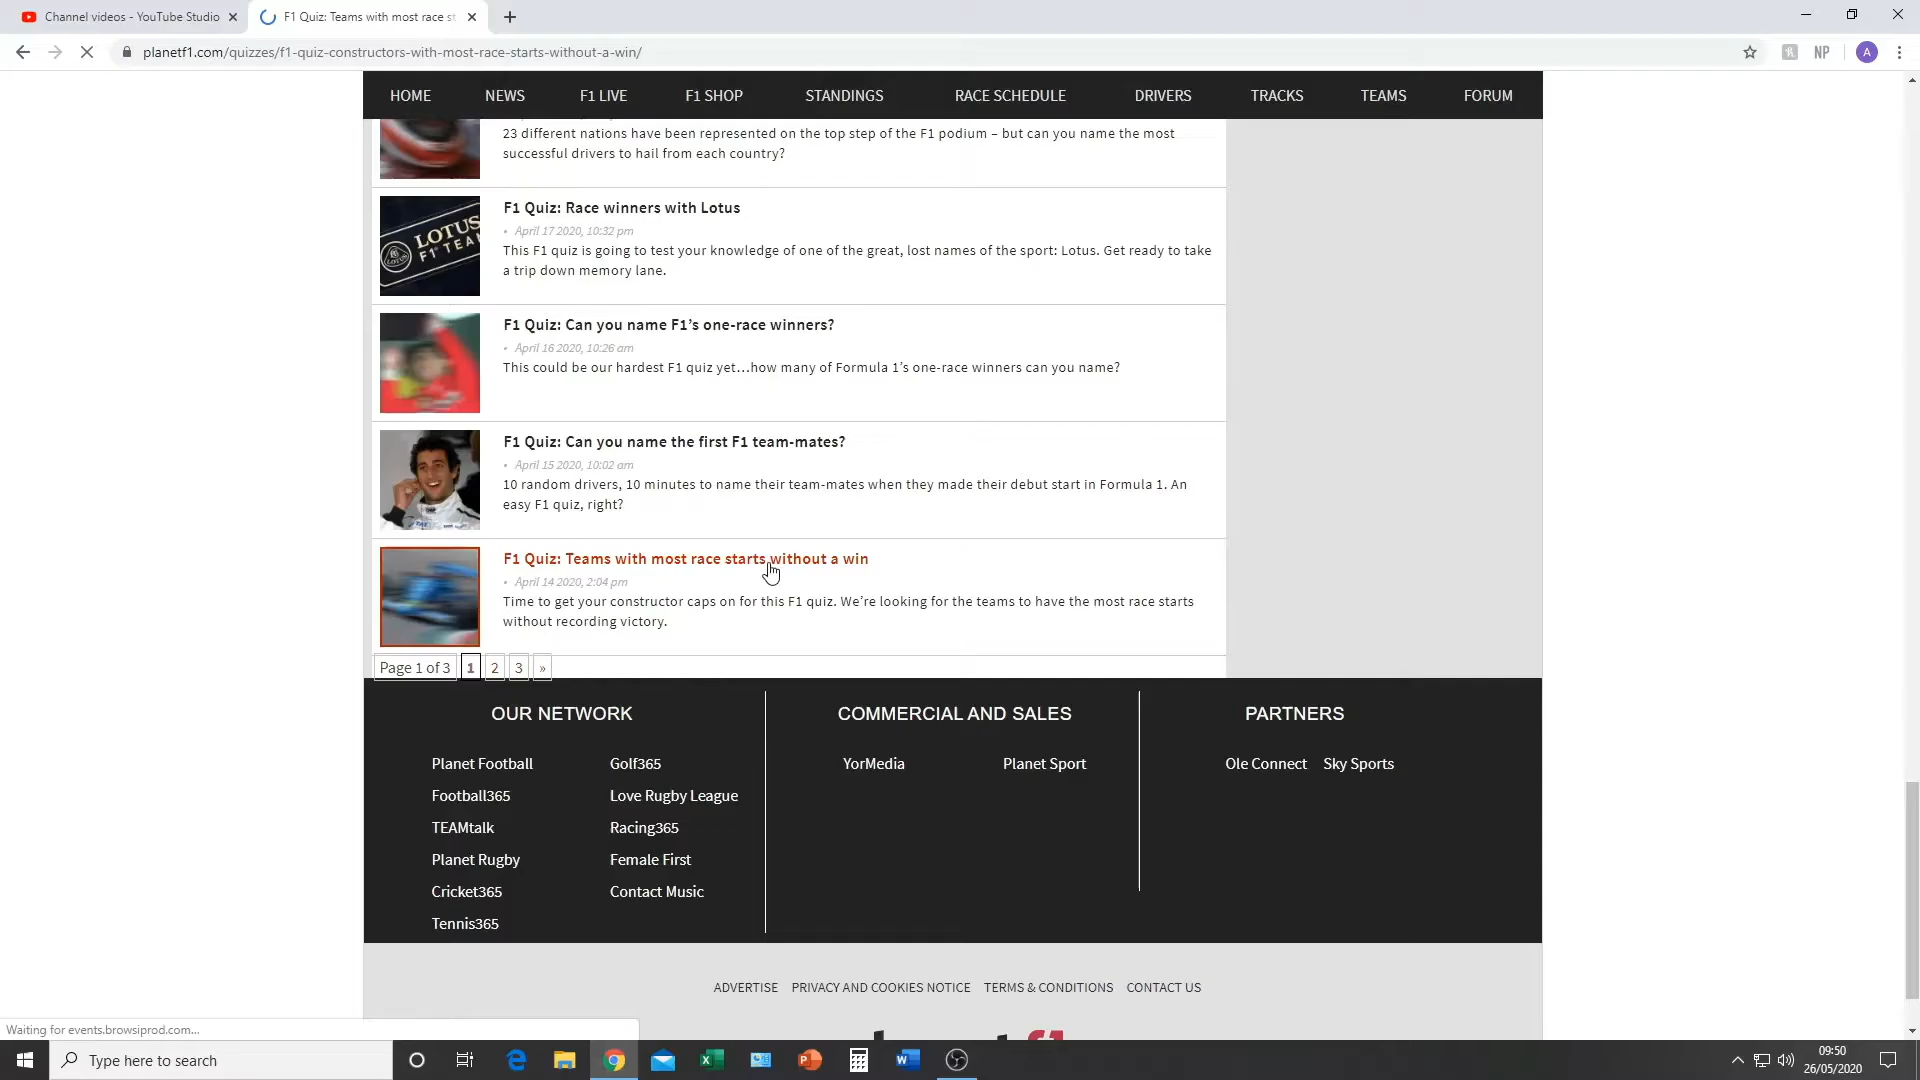 Channel videos - YouTube Studio
F1 Quiz: Teams with most race st
planetf1.com/quizzes/f1-quiz-constructors-with-most-race-starts-without-a-win/
NP
A
HOME NEWS F1 LIVE F1 SHOP STANDINGS RACE SCHEDULE DRIVERS TRACKS TEAMS FORUM
23 different nations have been represented on the top step of the F1 podium – but can you name the most
successful drivers to hail from each country?
LOTUS
F1 TEA
F1 Quiz: Race winners with Lotus
• April 17 2020, 10:32 pm
This F1 quiz is going to test your knowledge of one of the great, lost names of the sport: Lotus. Get ready to take
a trip down memory lane.
F1 Quiz: Can you name F1’s one-race winners?
• April 16 2020, 10:26 am
This could be our hardest F1 quiz yet…how many of Formula 1’s one-race winners can you name?
F1 Quiz: Can you name the first F1 team-mates?
• April 15 2020, 10:02 am
10 random drivers, 10 minutes to name their team-mates when they made their debut start in Formula 1. An
easy F1 quiz, right?
F1 Quiz: Teams with most race starts without a win
• April 14 2020, 2:04 pm
Time to get your constructor caps on for this F1 quiz. We’re looking for the teams to have the most race starts
without recording victory.
Page 1 of 3 1 2 3 »
OUR NETWORK
Planet Football Golf365
Football365 Love Rugby League
TEAMtalk Racing365
Planet Rugby Female First
Cricket365 Contact Music
Tennis365
COMMERCIAL AND SALES
YorMedia Planet Sport
PARTNERS
Ole Connect Sky Sports
ADVERTISE PRIVACY AND COOKIES NOTICE TERMS & CONDITIONS CONTACT US
Waiting for events.browsiprod.com...
Type here to search
09:50
26/05/2020